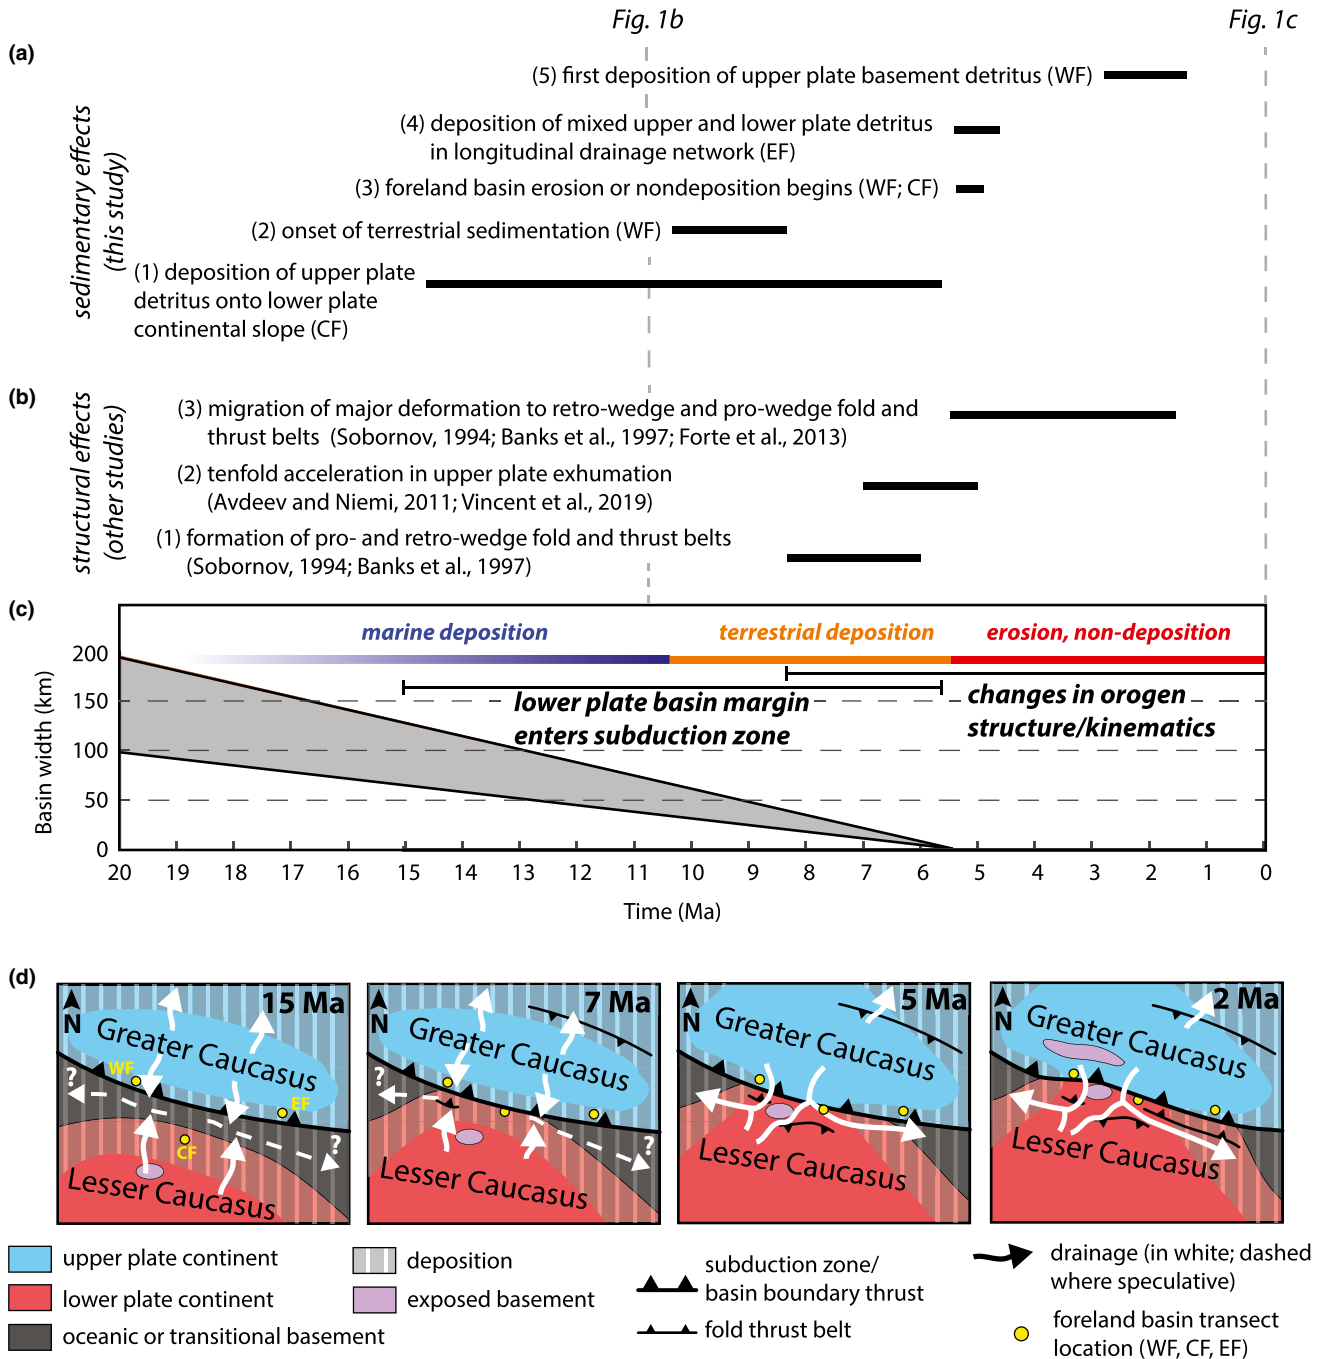 Fig. 1b
Fig. 1c
(a)
sedimentary effects
(this study)
(5) first deposition of upper plate basement detritus (WF)
(4) deposition of mixed upper and lower plate detritus
in longitudinal drainage network (EF)
(3) foreland basin erosion or nondeposition begins (WF; CF)
(2) onset of terrestrial sedimentation (WF)
(1) deposition of upper plate
detritus onto lower plate
continental slope (CF)
(b)
structural effects
(other studies)
(3) migration of major deformation to retro-wedge and pro-wedge fold and
thrust belts (Sobornov, 1994; Banks et al., 1997; Forte et al., 2013)
(2) tenfold acceleration in upper plate exhumation
(Avdeev and Niemi, 2011; Vincent et al., 2019)
(1) formation of pro- and retro-wedge fold and thrust belts
(Sobornov, 1994; Banks et al., 1997)
(c)
marine deposition
terrestrial deposition
erosion, non-deposition
lower plate basin margin
enters subduction zone
changes in orogen
structure/kinematics
Basin width (km)
200
150
100
50
0
20 19 18 17 16 15 14 13 12 11 10 9 8 7 6 5 4 3 2 1 0
Time (Ma)
(d)
15 Ma
N
Greater Caucasus
WF
EF
CF
?
?
Lesser Caucasus
7 Ma
N
Greater Caucasus
?
?
Lesser Caucasus
5 Ma
N
Greater Caucasus
Lesser Caucasus
2 Ma
N
Greater Caucasus
Lesser Caucasus
upper plate continent
lower plate continent
oceanic or transitional basement
deposition
exposed basement
subduction zone/
basin boundary thrust
fold thrust belt
drainage (in white; dashed
where speculative)
foreland basin transect
location (WF, CF, EF)